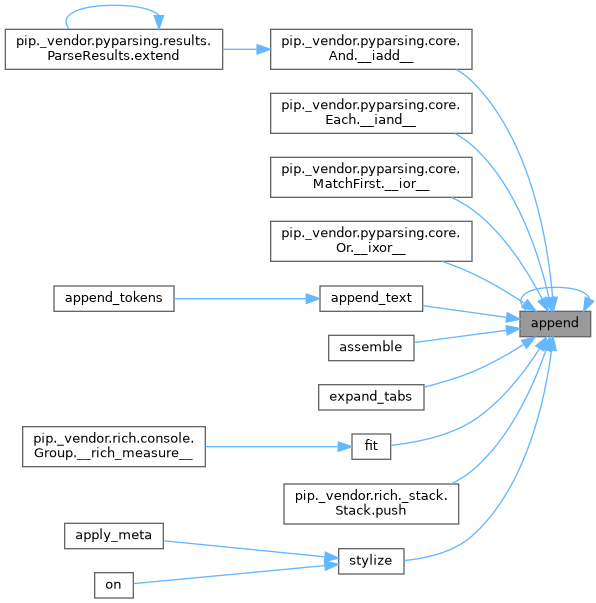 pip._vendor.pyparsing.results.
ParseResults.extend
pip._vendor.pyparsing.core.
And.__iadd__
pip._vendor.pyparsing.core.
Each.__iand__
pip._vendor.pyparsing.core.
MatchFirst.__ior__
pip._vendor.pyparsing.core.
Or.__ixor__
append_tokens
append_text
append
assemble
expand_tabs
pip._vendor.rich.console.
Group.__rich_measure__
fit
pip._vendor.rich._stack.
Stack.push
apply_meta
stylize
on